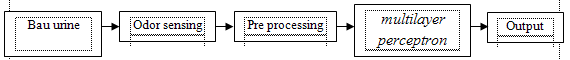 Bau urine
Odor sensing
Pre processing
multilayer
perceptron
Output